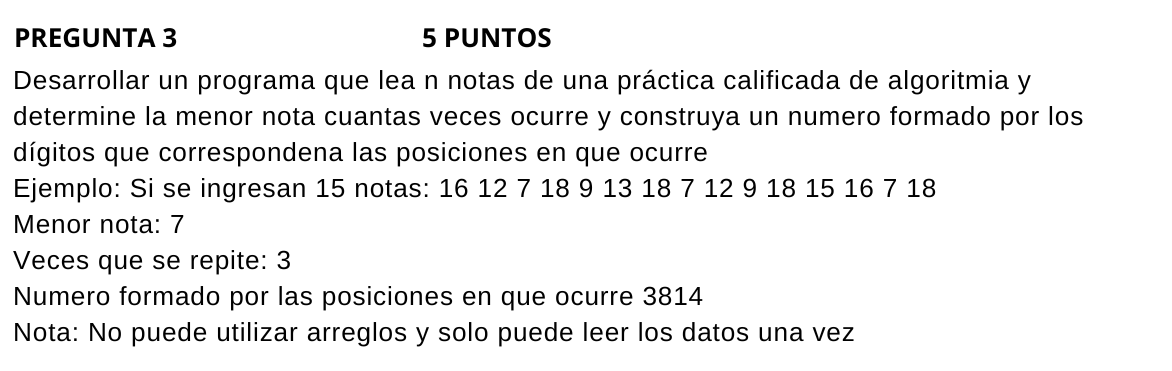 PREGUNTA 3 5 PUNTOS
Desarrollar un programa que lea n notas de una práctica calificada de algoritmia y
determine la menor nota cuantas veces ocurre y construya un numero formado por los
dígitos que correspondena las posiciones en que ocurre
Ejemplo: Si se ingresan 15 notas: 16 12 7 18 9 13 18 7 12 9 18 15 16 7 18
Menor nota: 7
Veces que se repite: 3
Numero formado por las posiciones en que ocurre 3814
Nota: No puede utilizar arreglos y solo puede leer los datos una vez